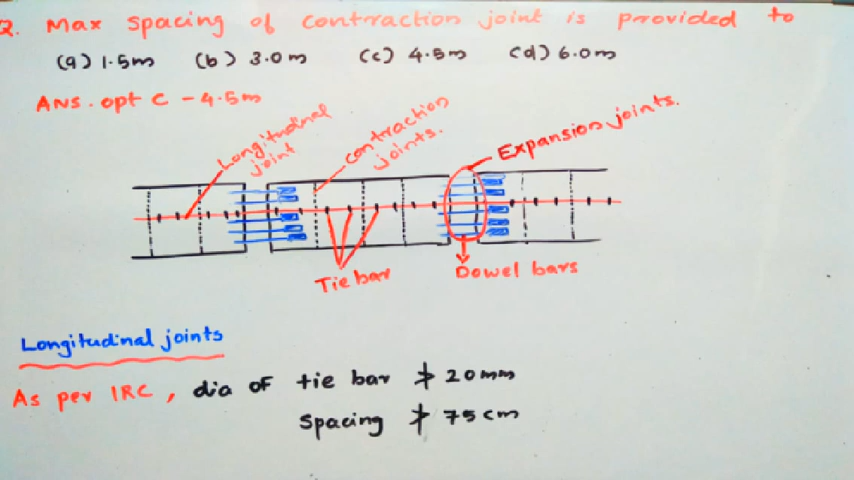 Q. Max spacing of contraction joint is provided to
(a) 1.5m (b) 3.0m (c) 4.5m (d) 6.0m
ANS. opt C - 4.5m
Longitudinal
joint
contraction
joints.
Expansion joints.
Tie bar
Dowel bars
Longitudinal joints
As per IRC, dia of tie bar ≯ 20mm
Spacing ≯ 75cm